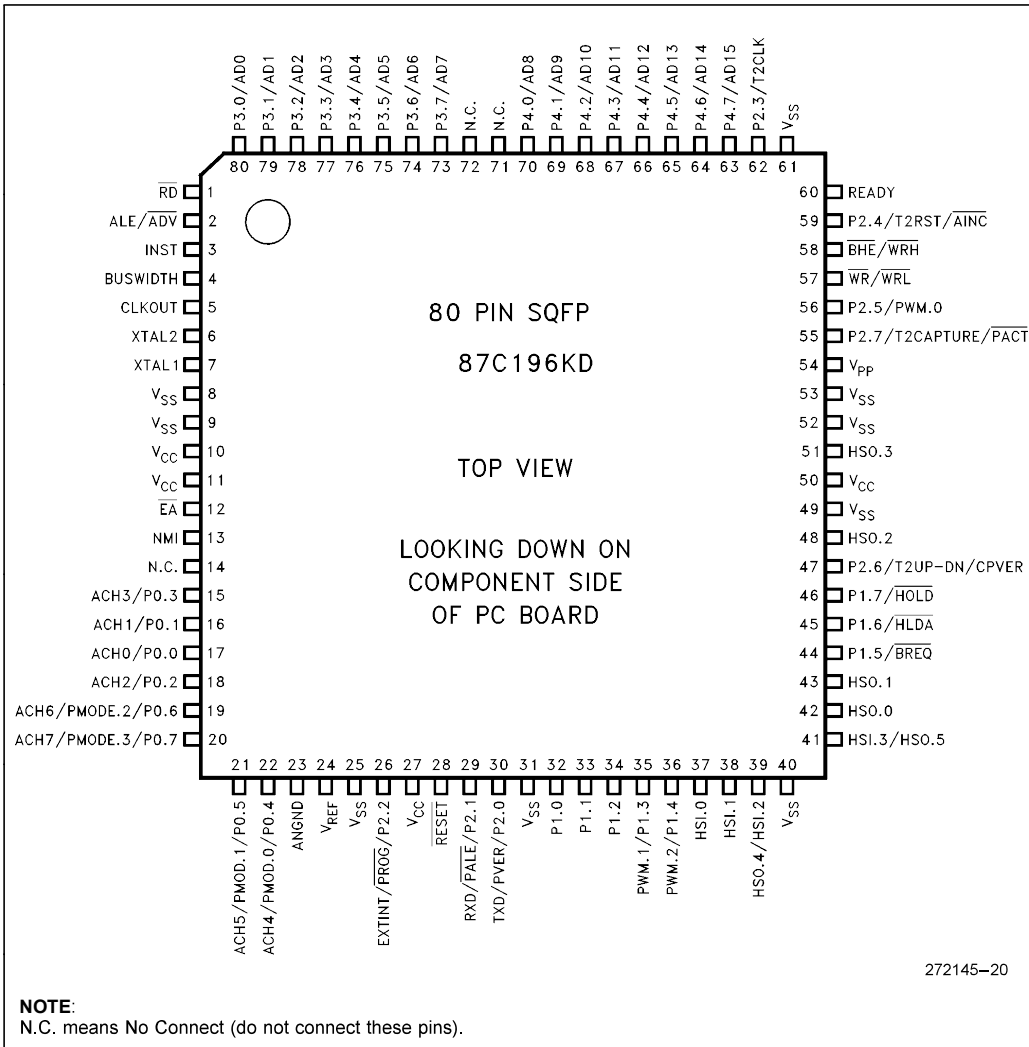 P3.0/AD0
P3.1/AD1
P3.2/AD2
P3.3/AD3
P3.4/AD4
P3.5/AD5
P3.6/AD6
P3.7/AD7
N.C.
N.C.
P4.0/AD8
P4.1/AD9
P4.2/AD10
P4.3/AD11
P4.4/AD12
P4.5/AD13
P4.6/AD14
P4.7/AD15
P2.3/T2CLK
VSS
80 79 78 77 76 75 74 73 72 71 70 69 68 67 66 65 64 63 62 61
RD 1
ALE/ADV 2
INST 3
BUSWIDTH 4
CLKOUT 5
XTAL2 6
XTAL1 7
VSS 8
VSS 9
VCC 10
VCC 11
EA 12
NMI 13
N.C. 14
ACH3/P0.3 15
ACH1/P0.1 16
ACH0/P0.0 17
ACH2/P0.2 18
ACH6/PMODE.2/P0.6 19
ACH7/PMODE.3/P0.7 20
80 PIN SQFP
87C196KD
TOP VIEW
LOOKING DOWN ON
COMPONENT SIDE
OF PC BOARD
60 READY
59 P2.4/T2RST/AINC
58 BHE/WRH
57 WR/WRL
56 P2.5/PWM.0
55 P2.7/T2CAPTURE/PACT
54 VPP
53 VSS
52 VSS
51 HSO.3
50 VCC
49 VSS
48 HSO.2
47 P2.6/T2UP-DN/CPVER
46 P1.7/HOLD
45 P1.6/HLDA
44 P1.5/BREQ
43 HSO.1
42 HSO.0
41 HSI.3/HSO.5
21 22 23 24 25 26 27 28 29 30 31 32 33 34 35 36 37 38 39 40
ACH5/PMOD.1/P0.5
ACH4/PMOD.0/P0.4
ANGND
VREF
VSS
EXTINT/PROG/P2.2
VCC
RESET
RXD/PALE/P2.1
TXD/PVER/P2.0
VSS
P1.0
P1.1
P1.2
PWM.1/P1.3
PWM.2/P1.4
HSI.0
HSI.1
HSO.4/HSI.2
VSS
272145–20
NOTE:
N.C. means No Connect (do not connect these pins).